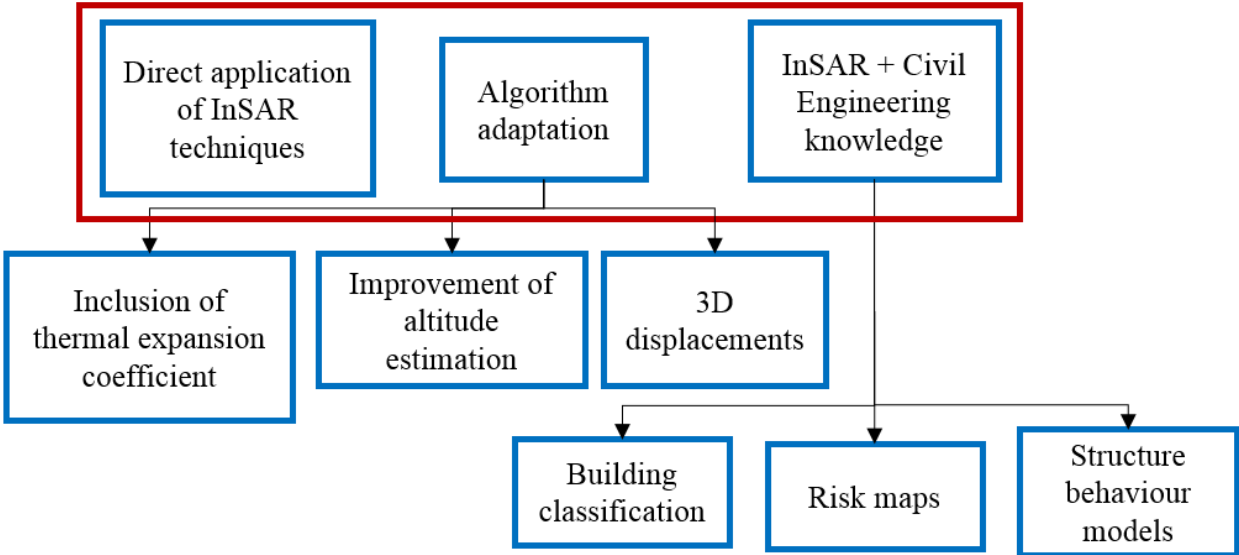 Direct application
of InSAR
techniques
Algorithm
adaptation
InSAR + Civil
Engineering
knowledge
Inclusion of
thermal expansion
coefficient
Improvement of
altitude
estimation
3D
displacements
Building
classification
Risk maps
Structure
behaviour
models